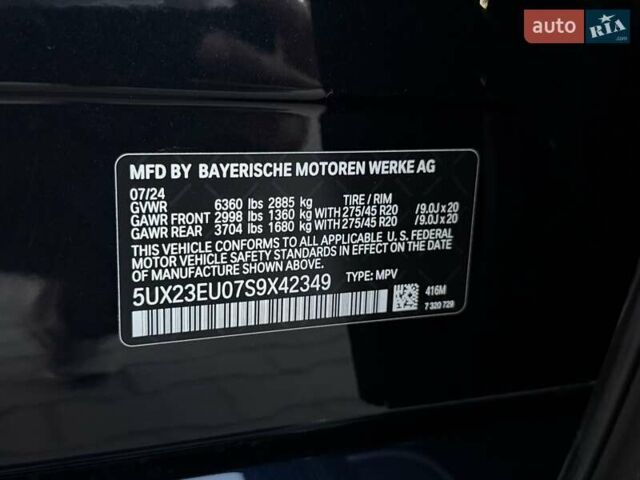 auto RIA.com
MFD BY BAYERISCHE MOTOREN WERKE AG
07/24
GVWR 6360 lbs 2885 kg TIRE / RIM
GAWR FRONT 2998 lbs 1360 kg WITH 275/45 R20 /9.0J x 20
GAWR REAR 3704 lbs 1680 kg WITH 275/45 R20 /9.0J x 20
THIS VEHICLE CONFORMS TO ALL APPLICABLE U.S. FEDERAL
MOTOR VEHICLE SAFETY STANDARDS IN EFFECT ON THE DATE
OF MANUFACTURE SHOWN ABOVE.
5UX23EU07S9X42349 TYPE: MPV
416M
7 320 729